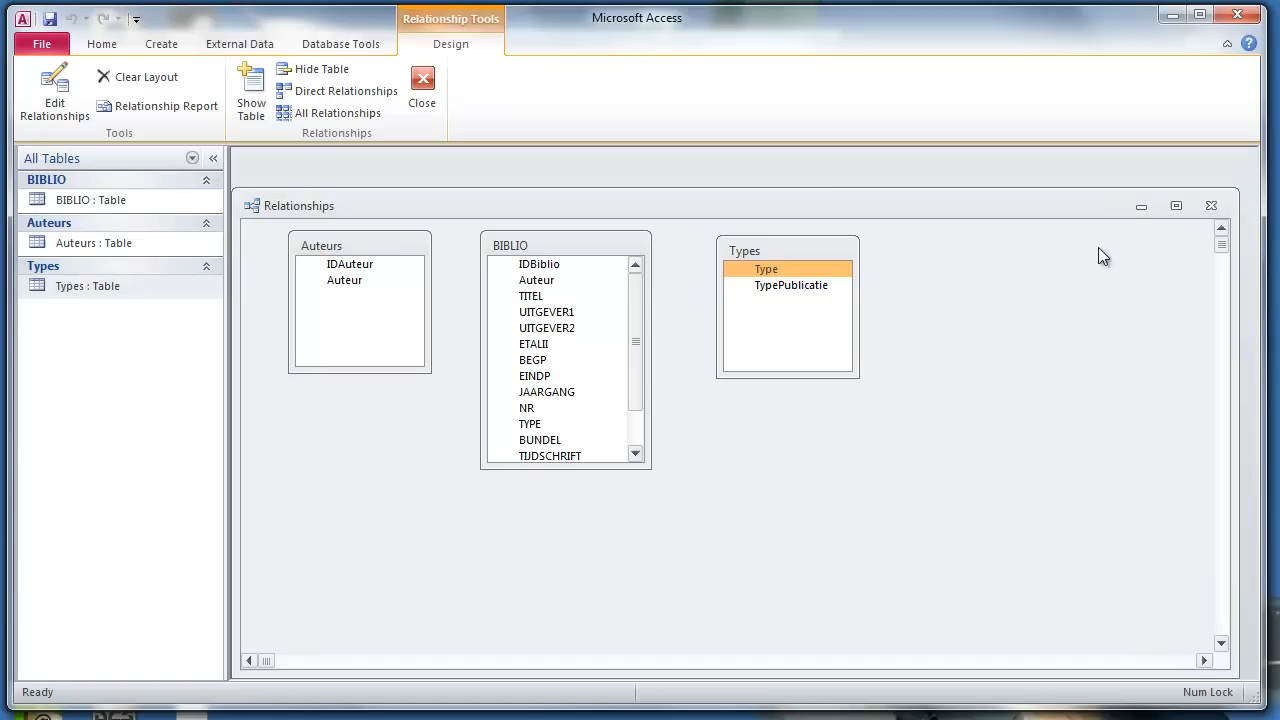 Relationship Tools
Microsoft Access
File
Home
Create
External Data
Database Tools
Design
Edit Relationships
Clear Layout
Relationship Report
Tools
Show Table
Hide Table
Direct Relationships
All Relationships
Close
Relationships
All Tables
BIBLIO
BIBLIO : Table
Auteurs
Auteurs : Table
Types
Types : Table
Relationships
Auteurs
IDAuteur
Auteur
BIBLIO
IDBiblio
Auteur
TITEL
UITGEVER1
UITGEVER2
ETALII
BEGP
EINDP
JAARGANG
NR
TYPE
BUNDEL
TIJDSCHRIFT
Types
Type
TypePublicatie
Ready
Num Lock